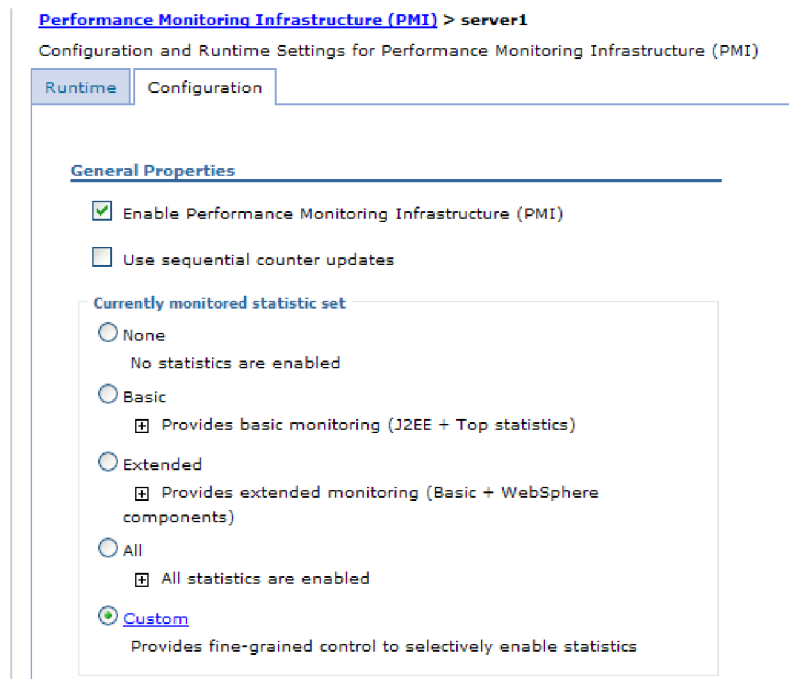 Performance Monitoring Infrastructure (PMI) > server1
Configuration and Runtime Settings for Performance Monitoring Infrastructure (PMI)
Runtime Configuration
General Properties
Enable Performance Monitoring Infrastructure (PMI)
Use sequential counter updates
Currently monitored statistic set
None
No statistics are enabled
Basic
Provides basic monitoring (J2EE + Top statistics)
Extended
Provides extended monitoring (Basic + WebSphere
components)
All
All statistics are enabled
Custom
Provides fine-grained control to selectively enable statistics